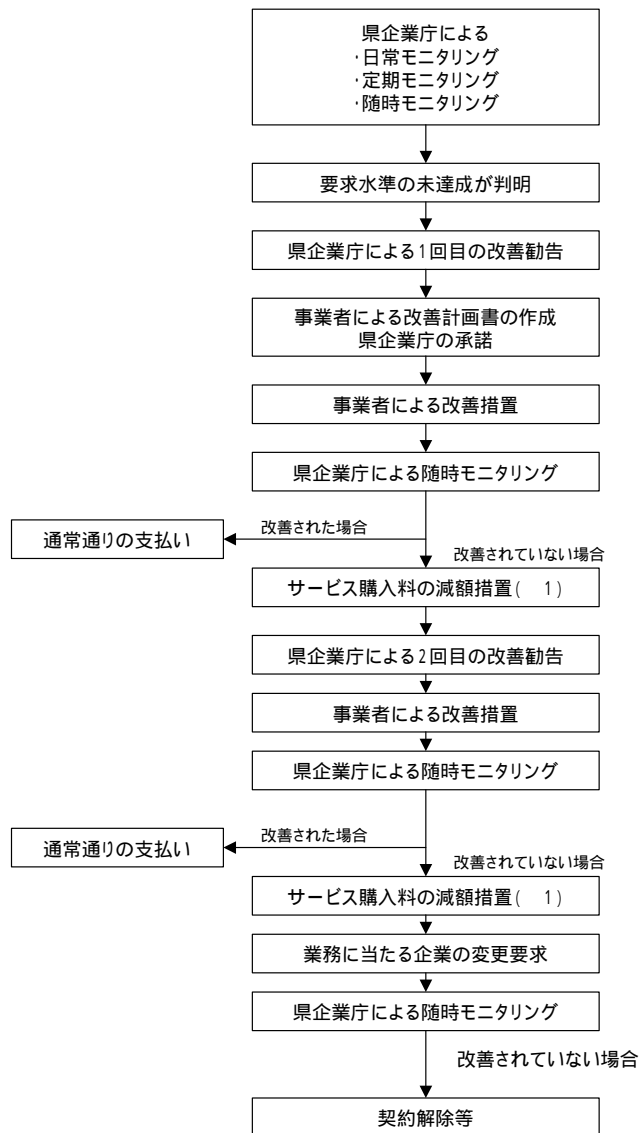 県企業庁による
・日常モニタリング
・定期モニタリング
・随時モニタリング
要求水準の未達成が判明
県企業庁による1回目の改善勧告
事業者による改善計画書の作成
県企業庁の承諾
事業者による改善措置
県企業庁による随時モニタリング
改善された場合
通常通りの支払い
改善されていない場合
サービス購入料の減額措置( 1)
県企業庁による2回目の改善勧告
事業者による改善措置
県企業庁による随時モニタリング
改善された場合
通常通りの支払い
改善されていない場合
サービス購入料の減額措置( 1)
業務に当たる企業の変更要求
県企業庁による随時モニタリング
改善されていない場合
契約解除等